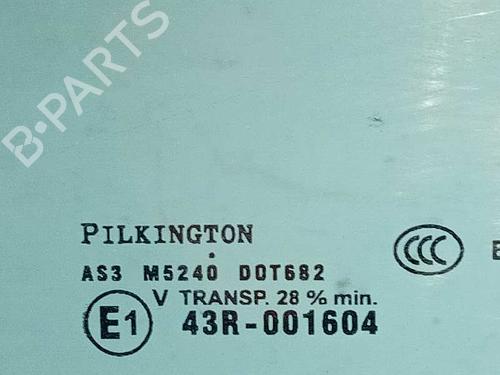 B-PARTS
PILKINGTON
AS3 M5240 DOT682
V TRANSP. 28 % min.
E1 43R-001604
CCC E